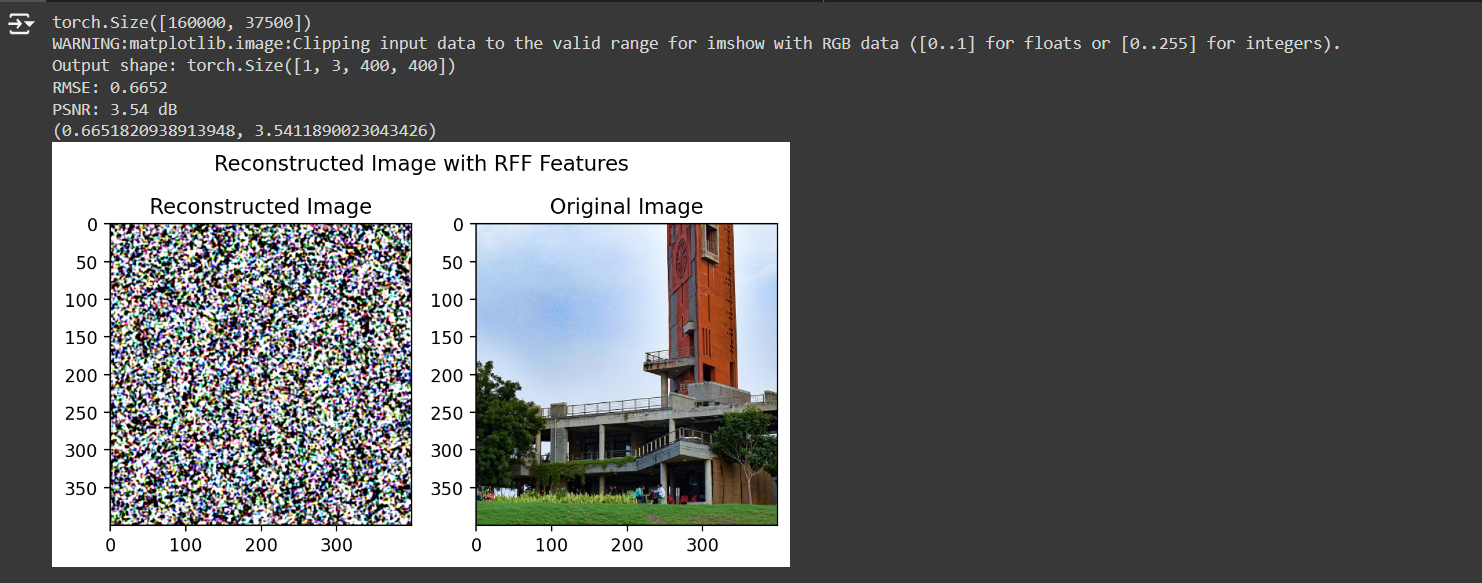 torch.Size([160000, 37500])
WARNING:matplotlib.image:Clipping input data to the valid range for imshow with RGB data ([0..1] for floats or [0..255] for integers).
Output shape: torch.Size([1, 3, 400, 400])
RMSE: 0.6652
PSNR: 3.54 dB
(0.6651820938913948, 3.5411890023043426)
Reconstructed Image with RFF Features
Reconstructed Image
0
50
100
150
200
250
300
350
0 100 200 300
Original Image
0
50
100
150
200
250
300
350
0 100 200 300